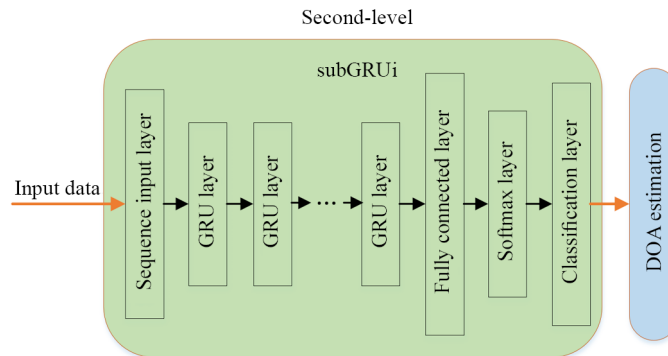 Second-level
subGRUi
Input data
Sequence input layer
GRU layer
GRU layer
...
GRU layer
Fully connected layer
Softmax layer
Classification layer
DOA estimation